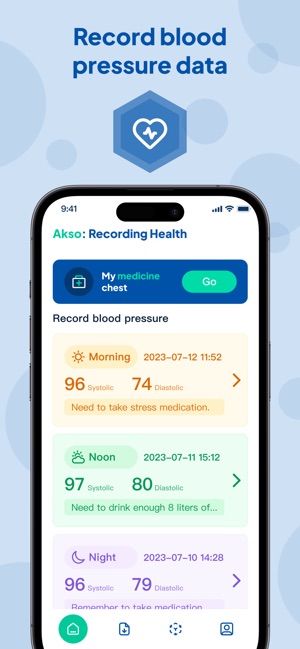 Record blood
pressure data
9:41
Akso: Recording Health
My medicine
chest
Go
Record blood pressure
Morning
2023-07-12 11:52
96 Systolic 74 Diastolic
Need to take stress medication.
Noon
2023-07-11 15:12
97 Systolic 80 Diastolic
Need to drink enough 8 liters of...
Night
2023-07-10 14:28
96 Systolic 79 Diastolic
Remember to take medication